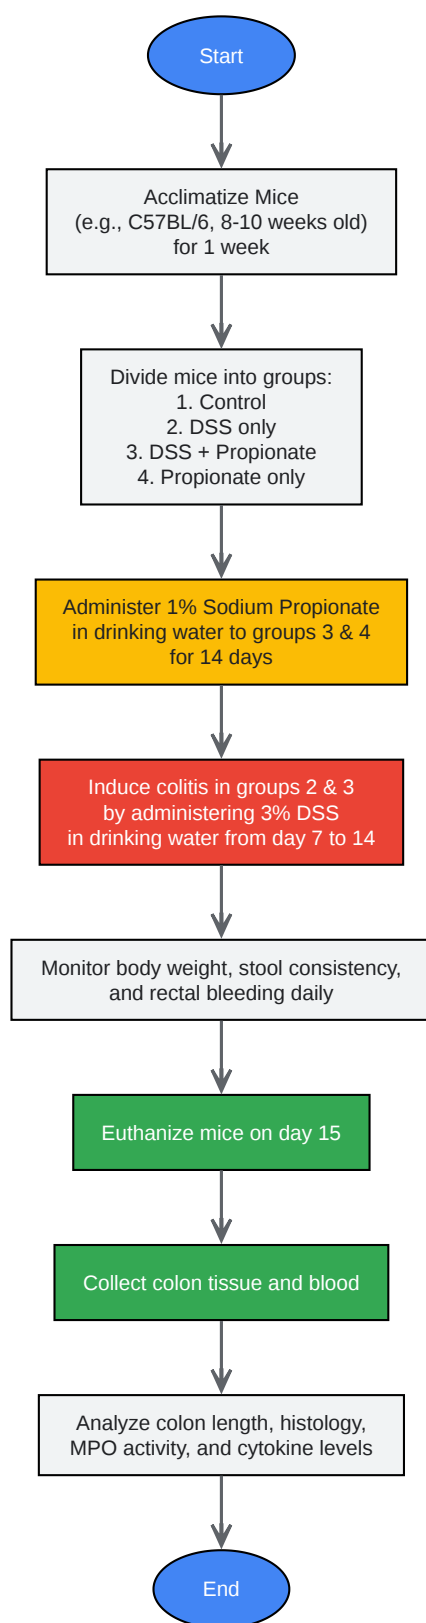 Start
Acclimatize Mice
(e.g., C57BL/6, 8-10 weeks old)
for 1 week
Divide mice into groups:
1. Control
2. DSS only
3. DSS + Propionate
4. Propionate only
Administer 1% Sodium Propionate
in drinking water to groups 3 & 4
for 14 days
Induce colitis in groups 2 & 3
by administering 3% DSS
in drinking water from day 7 to 14
Monitor body weight, stool consistency,
and rectal bleeding daily
Euthanize mice on day 15
Collect colon tissue and blood
Analyze colon length, histology,
MPO activity, and cytokine levels
End